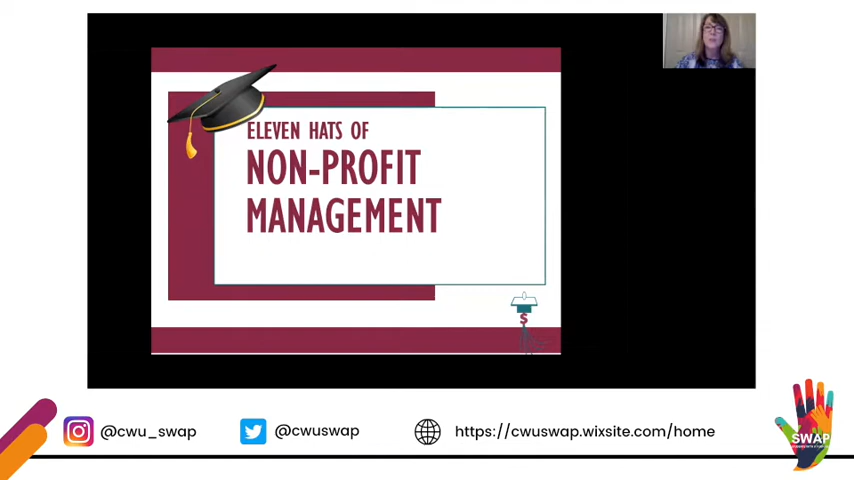 ELEVEN HATS OF
NON-PROFIT
MANAGEMENT
$
@cwu_swap
@cwuswap
https://cwuswap.wixsite.com/home
SWAP